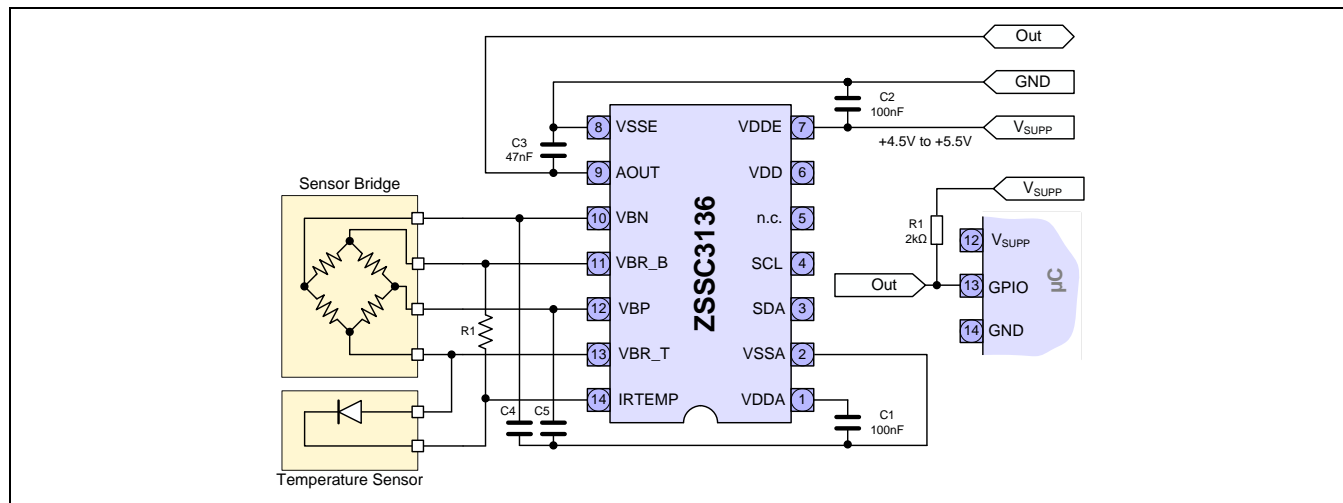 Out
GND
C2
100nF
V_SUPP
+4.5V to +5.5V
C3
47nF
8 VSSE
9 AOUT
10 VBN
11 VBR_B
12 VBP
13 VBR_T
14 IRTEMP
ZSSC3136
VDDE 7
VDD 6
n.c. 5
SCL 4
SDA 3
VSSA 2
VDDA 1
Sensor Bridge
R1
C4
C5
C1
100nF
Temperature Sensor
V_SUPP
R1
2kΩ
12 V_SUPP
Out
13 GPIO
14 GND
µC